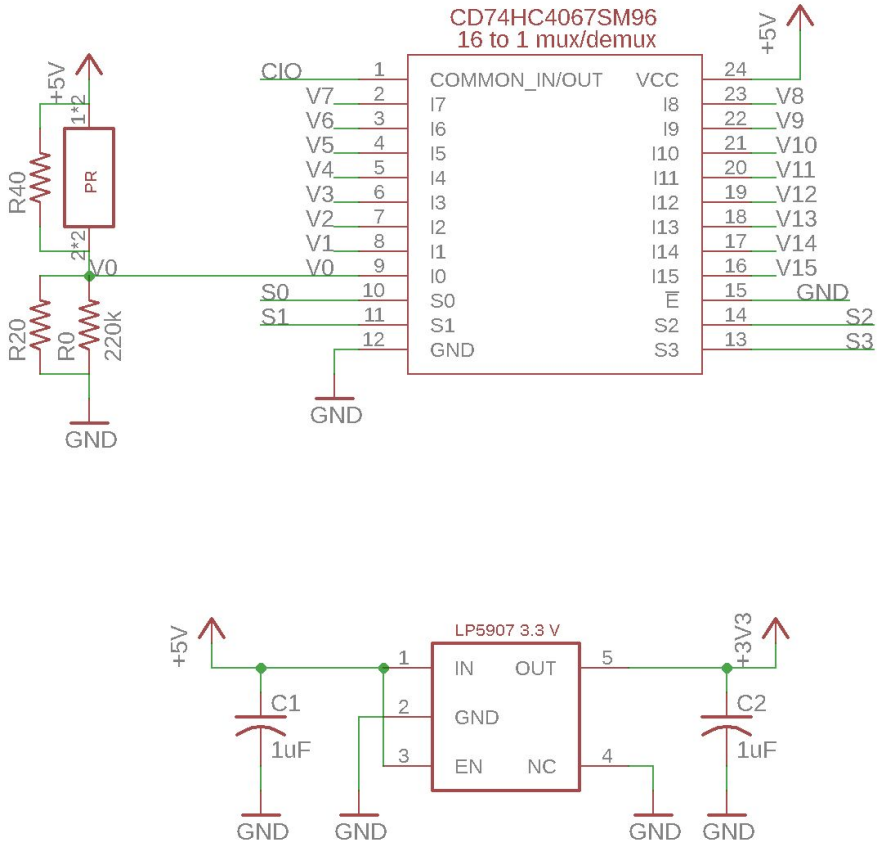 CD74HC4067SM96
16 to 1 mux/demux
+5V
+5V
1*2
PR
R40
2*2
V0
R20
R0
220k
GND
CIO 1 COMMON_IN/OUT VCC 24
V7 2 I7 I8 23 V8
V6 3 I6 I9 22 V9
V5 4 I5 I10 21 V10
V4 5 I4 I11 20 V11
V3 6 I3 I12 19 V12
V2 7 I2 I13 18 V13
V1 8 I1 I14 17 V14
V0 9 I0 I15 16 V15
S0 10 S0 E 15 GND
S1 11 S1 S2 14 S2
12 GND S3 13 S3
GND
LP5907 3.3 V
+5V
+3V3
1 IN OUT 5
C1
2 GND
C2
1uF
3 EN NC 4
1uF
GND GND GND GND